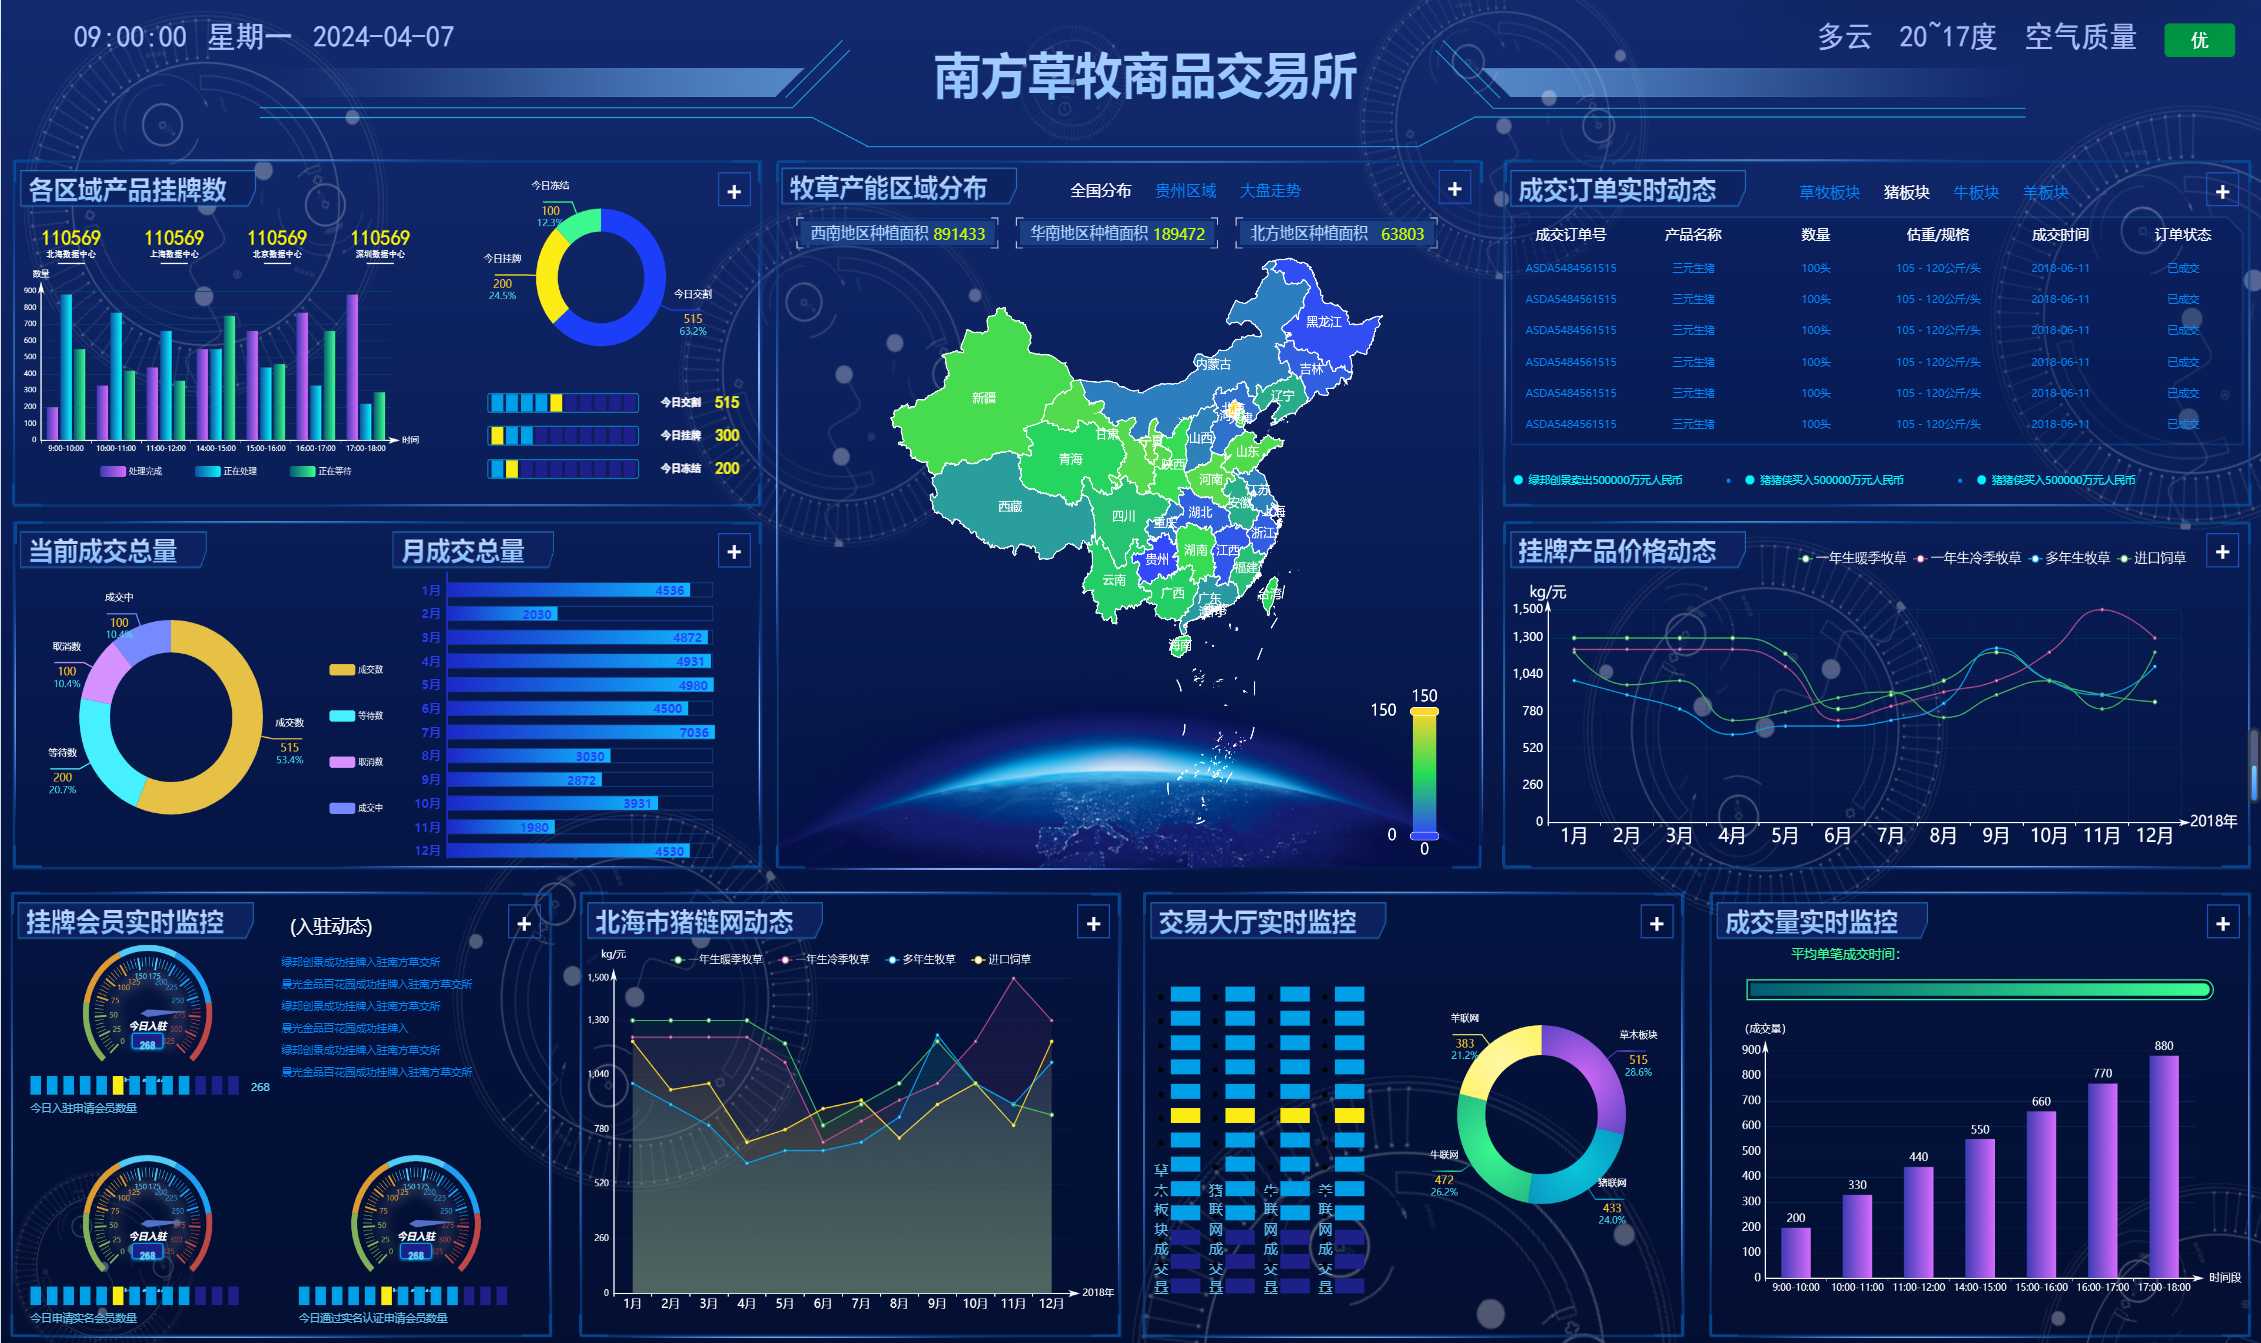 09:00:00 星期一 2024-04-07
南方草牧商品交易所
多云 20~17度 空气质量 优
各区域产品挂牌数
110569 110569 110569 110569
北海数据中心 上海数据中心 北京数据中心 深圳数据中心
数量
900
800
700
600
500
400
300
200
100
0
9:00-10:00 10:00-11:00 11:00-12:00 14:00-15:00 15:00-16:00 16:00-17:00 17:00-18:00 时间
处理完成 正在处理 正在等待
今日冻结
100
12.3%
今日挂牌
200
24.5%
今日交割
515
63.2%
今日交割 515
今日挂牌 300
今日冻结 200
牧草产能区域分布 全国分布 贵州区域 大盘走势
西南地区种植面积 891433 华南地区种植面积 189472 北方地区种植面积 63803
黑龙江
内蒙古
吉林
新疆
辽宁
甘肃
宁夏
山西
山东
青海
陕西
河南
西藏
四川
重庆
湖北
安徽
江苏
上海
浙江
贵州
湖南
江西
云南
福建
广西
广东
台湾
海南
150
150
0
0
成交订单实时动态 草牧板块 猪板块 牛板块 羊板块
成交订单号 产品名称 数量 估重/规格 成交时间 订单状态
ASDA5484561515 三元生猪 100头 105 - 120公斤/头 2018-06-11 已成交
ASDA5484561515 三元生猪 100头 105 - 120公斤/头 2018-06-11 已成交
ASDA5484561515 三元生猪 100头 105 - 120公斤/头 2018-06-11 已成交
ASDA5484561515 三元生猪 100头 105 - 120公斤/头 2018-06-11 已成交
ASDA5484561515 三元生猪 100头 105 - 120公斤/头 2018-06-11 已成交
ASDA5484561515 三元生猪 100头 105 - 120公斤/头 2018-06-11 已成交
绿邦创景卖出500000万元人民币 猪猪侠买入500000万元人民币 猪猪侠买入500000万元人民币
当前成交总量
成交中
100
10.4%
取消数
100
10.4%
等待数
200
20.7%
成交数
515
53.4%
成交数
等待数
取消数
成交中
月成交总量
1月 4536
2月 2030
3月 4872
4月 4931
5月 4980
6月 4500
7月 7036
8月 3030
9月 2872
10月 3931
11月 1980
12月 4530
挂牌产品价格动态 一年生暖季牧草 一年生冷季牧草 多年生牧草 进口饲草
kg/元
1,500
1,300
1,040
780
520
260
0
1月 2月 3月 4月 5月 6月 7月 8月 9月 10月 11月 12月 2018年
挂牌会员实时监控 (入驻动态)
绿邦创景成功挂牌入驻南方草交所
晨光金品百花园成功挂牌入驻南方草交所
绿邦创景成功挂牌入驻南方草交所
晨光金品百花园成功挂牌入
绿邦创景成功挂牌入驻南方草交所
晨光金品百花园成功挂牌入驻南方草交所
0 25 50 75 100 125 150 175 200 225 250 275 325
今日入驻
268
268
今日入驻申请会员数量
0 25 50 75 100 125 150 175 200 225 250 275 300 325
今日入驻
268
今日申请实名会员数量
0 25 50 75 100 125 150 175 200 225 250 275 300 325
今日入驻
268
今日通过实名认证申请会员数量
北海市猪链网动态
kg/元 一年生暖季牧草 一年生冷季牧草 多年生牧草 进口饲草
1,500
1,300
1,040
780
520
260
0
1月 2月 3月 4月 5月 6月 7月 8月 9月 10月 11月 12月 2018年
交易大厅实时监控
草木板块成交量
猪联网成交量
牛联网成交量
羊联网成交量
羊联网
383
21.2%
草木板块
515
28.6%
牛联网
472
26.2%
猪联网
433
24.0%
成交量实时监控
平均单笔成交时间:
(成交量)
900
800
700
600
500
400
300
200
100
0
200 330 440 550 660 770 880
9:00-10:00 10:00-11:00 11:00-12:00 14:00-15:00 15:00-16:00 16:00-17:00 17:00-18:00 时间段